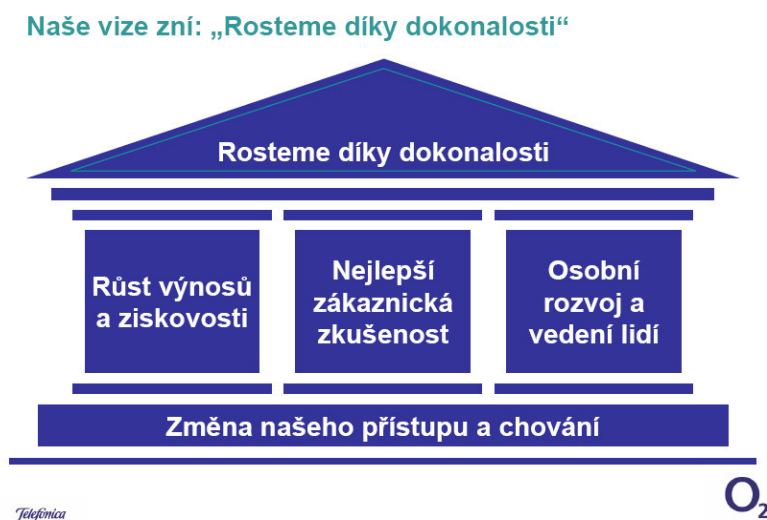 Naše vize zní: „Rosteme díky dokonalosti“
Rosteme díky dokonalosti
Růst výnosů
a ziskovosti
Nejlepší
zákaznická
zkušenost
Osobní
rozvoj a
vedení lidí
Změna našeho přístupu a chování
Telefónica
O2